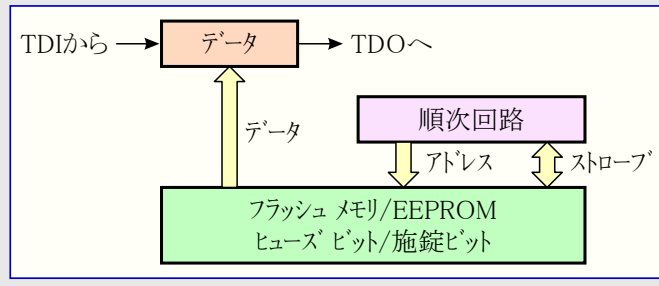 TDIから
データ
TDOへ
データ
順次回路
アドレス
ストローブ
フラッシュ メモリ/EEPROM
ヒューズ ビット/施錠ビット